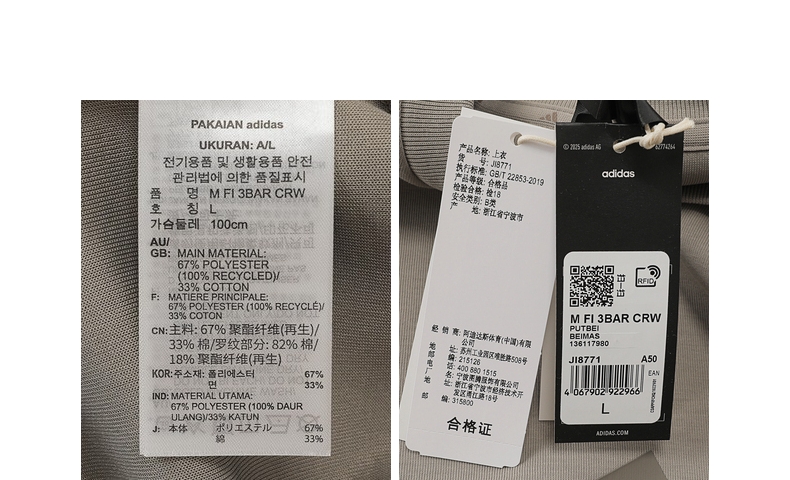 PAKAIAN adidas
UKURAN: A/L
전기용품 및 생활용품 안전
관리법에 의한 품질표시
품 명 M FI 3BAR CRW
호 칭 L
가슴둘레 100cm
AU/
GB: MAIN MATERIAL:
67% POLYESTER
(100% RECYCLED)/
33% COTTON
F: MATIERE PRINCIPALE:
67% POLYESTER (100% RECYCLÉ)/
33% COTON
CN: 主料: 67% 聚酯纤维(再生)/
33% 棉/罗纹部分: 82% 棉/
18% 聚酯纤维(再生)
KOR: 주소재: 폴리에스터 67%
면 33%
IND: MATERIAL UTAMA:
67% POLYESTER (100% DAUR
ULANG)/33% KATUN
J: 本体 ポリエステル 67%
綿 33%
产品名称: 上衣
货 号: JI8771
执行标准: GB/T 22853-2019
产品等级: 合格品
检验合格: 检18
安全类别: B类
产 地: 浙江省宁波市
经 销 商: 阿迪达斯体育(中国)有限
公司
地 址: 苏州工业园区唯胜路508号
邮 编: 215126
电 话: 400 880 1515
厂 名: 宁波熙腾服饰有限公司
地 址: 浙江省宁波市经济技术开
发区甬江路18号
邮 编: 315800
合格证
© 2025 adidas AG
62774264
adidas
RFID
M FI 3BAR CRW
PUTBEI
BEIMAS
136117980
JI8771 A50
EAN
4 067902 922966
L
ADIDAS.COM